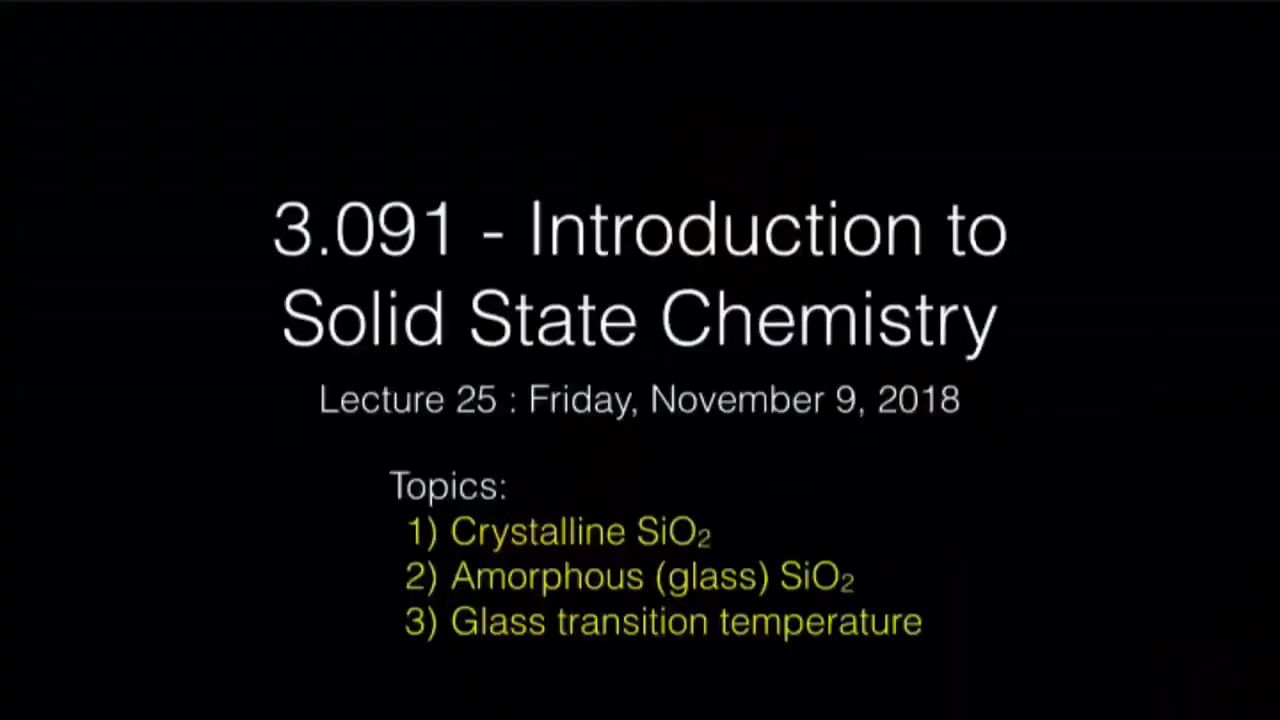 3.091 - Introduction to
Solid State Chemistry
Lecture 25 : Friday, November 9, 2018
Topics:
1) Crystalline SiO₂
2) Amorphous (glass) SiO₂
3) Glass transition temperature